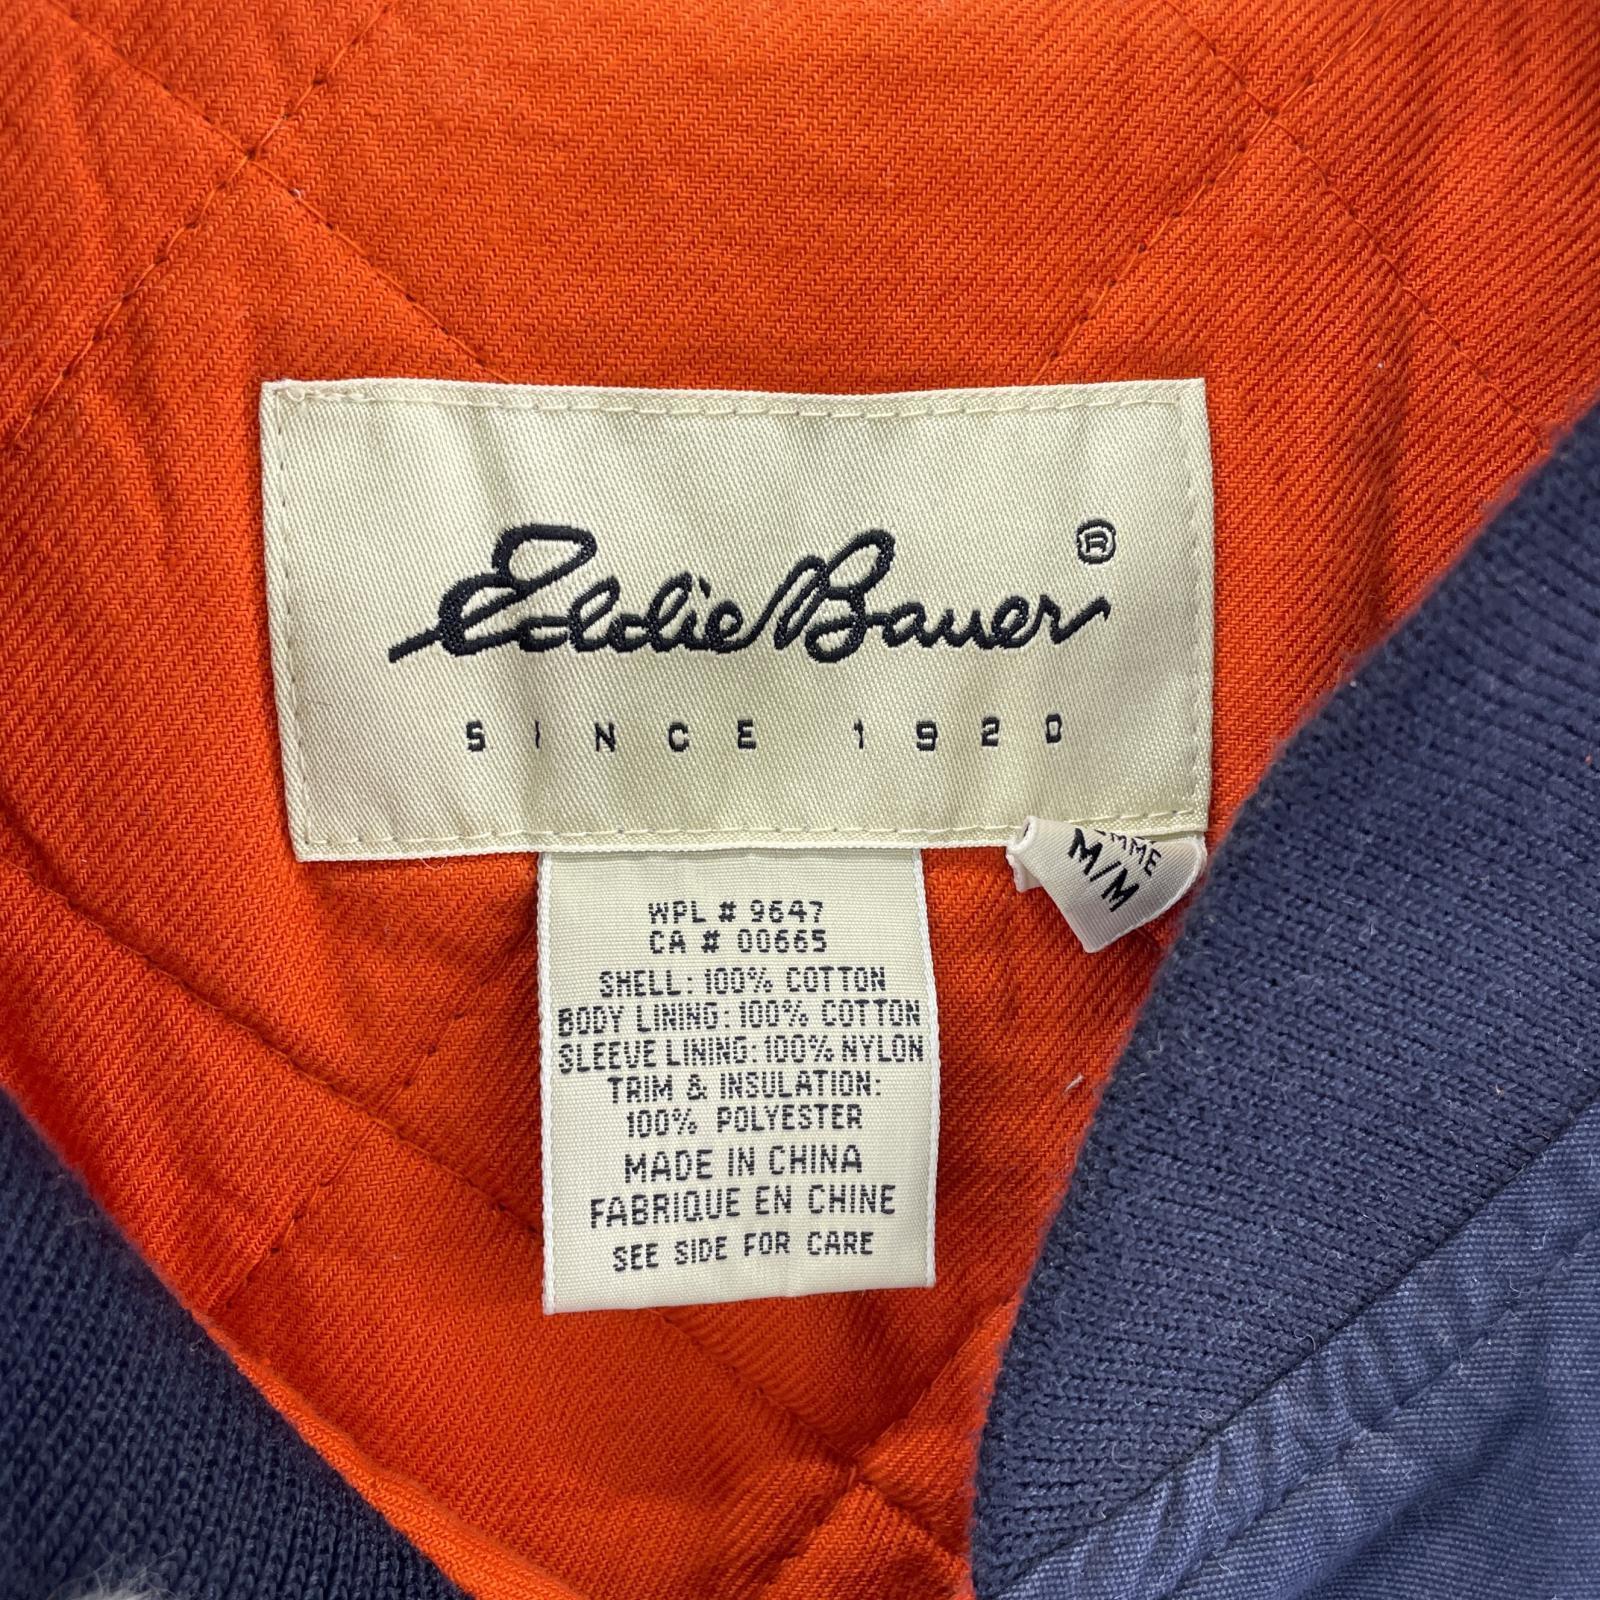 Eddie Bauer®
SINCE 1920
M/M
WPL # 9647
CA # 00665
SHELL: 100% COTTON
BODY LINING: 100% COTTON
SLEEVE LINING: 100% NYLON
TRIM & INSULATION:
100% POLYESTER
MADE IN CHINA
FABRIQUE EN CHINE
SEE SIDE FOR CARE